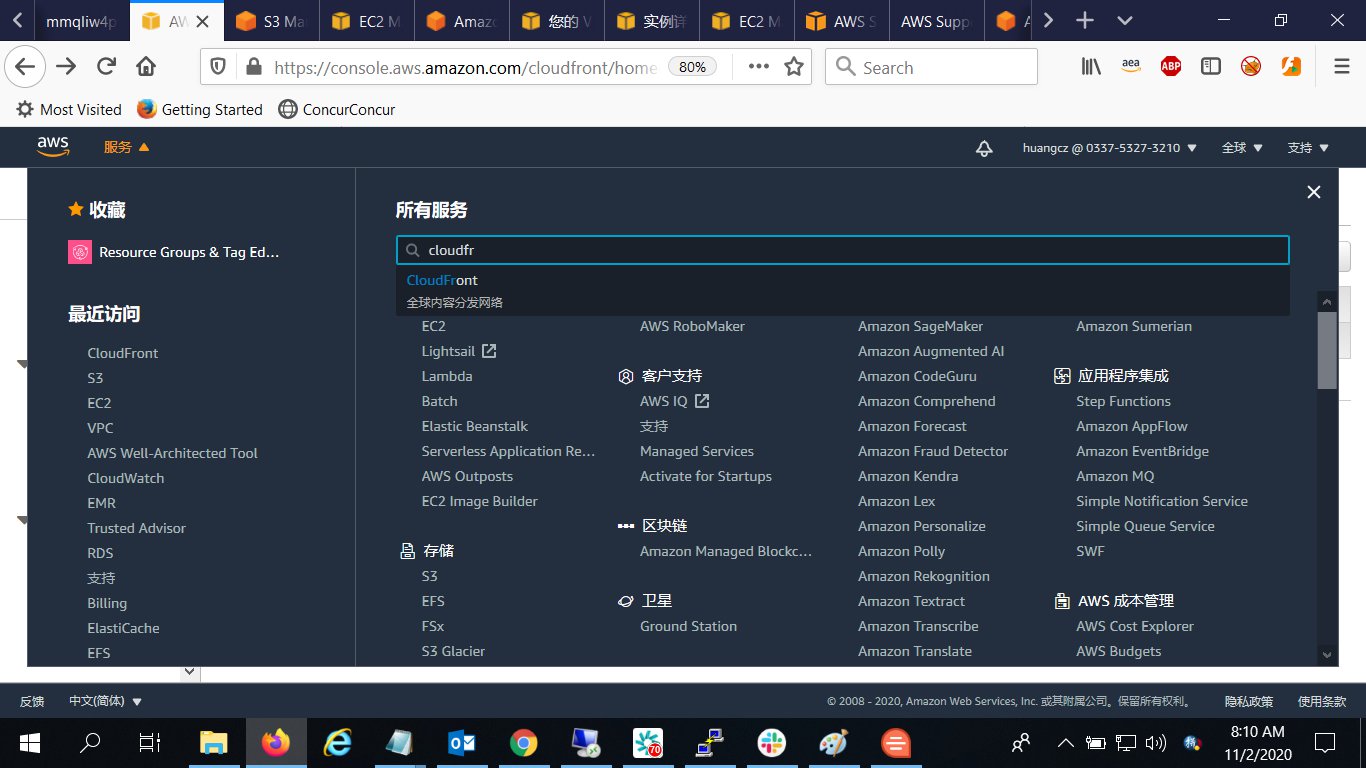 mmqliw4p
AW
S3 Ma
EC2 M
Amazo
您的 V
实例详
EC2 M
AWS S
AWS Supp
https://console.aws.amazon.com/cloudfront/home
80%
Search
aea
ABP
Most Visited
Getting Started
ConcurConcur
aws
服务
huangcz @ 0337-5327-3210
全球
支持
收藏
Resource Groups & Tag Ed...
最近访问
CloudFront
S3
EC2
VPC
AWS Well-Architected Tool
CloudWatch
EMR
Trusted Advisor
RDS
支持
Billing
ElastiCache
EFS
所有服务
cloudfr
CloudFront
全球内容分发网络
EC2
Lightsail
Lambda
Batch
Elastic Beanstalk
Serverless Application Re...
AWS Outposts
EC2 Image Builder
存储
S3
EFS
FSx
S3 Glacier
AWS RoboMaker
客户支持
AWS IQ
支持
Managed Services
Activate for Startups
区块链
Amazon Managed Blockc...
卫星
Ground Station
Amazon SageMaker
Amazon Augmented AI
Amazon CodeGuru
Amazon Comprehend
Amazon Forecast
Amazon Fraud Detector
Amazon Kendra
Amazon Lex
Amazon Personalize
Amazon Polly
Amazon Rekognition
Amazon Textract
Amazon Transcribe
Amazon Translate
Amazon Sumerian
应用程序集成
Step Functions
Amazon AppFlow
Amazon EventBridge
Amazon MQ
Simple Notification Service
Simple Queue Service
SWF
AWS 成本管理
AWS Cost Explorer
AWS Budgets
反馈
中文(简体)
© 2008 - 2020, Amazon Web Services, Inc. 或其附属公司。保留所有权利。
隐私政策
使用条款
70
8:10 AM
11/2/2020